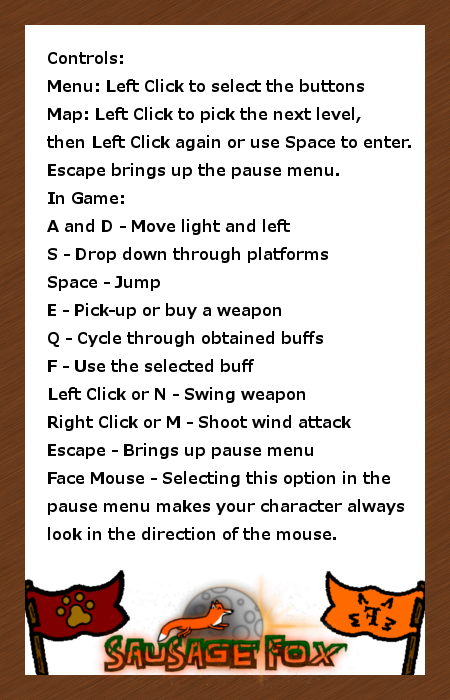 Controls:
Menu: Left Click to select the buttons
Map: Left Click to pick the next level,
then Left Click again or use Space to enter.
Escape brings up the pause menu.
In Game:
A and D - Move light and left
S - Drop down through platforms
Space - Jump
E - Pick-up or buy a weapon
Q - Cycle through obtained buffs
F - Use the selected buff
Left Click or N - Swing weapon
Right Click or M - Shoot wind attack
Escape - Brings up pause menu
Face Mouse - Selecting this option in the
pause menu makes your character always
look in the direction of the mouse.
SAUSAGE FOX